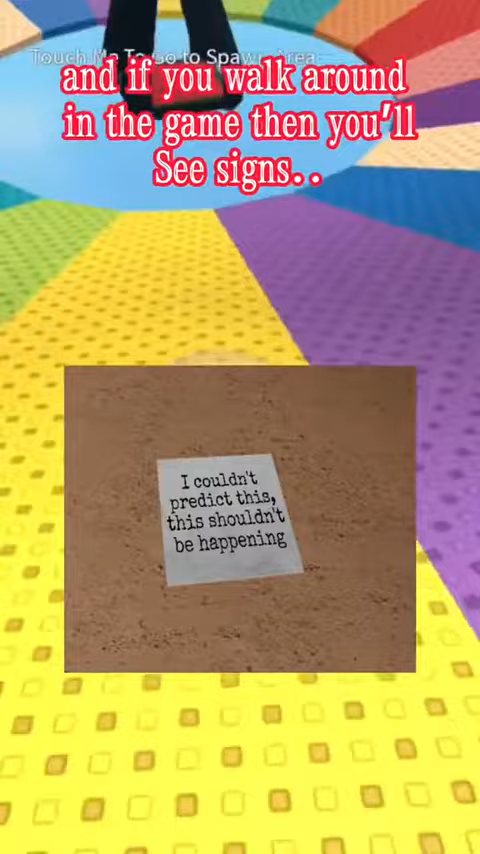 Touch Me To Go to Spawn Area
and if you walk around
in the game then you'll
See signs..
I couldn't
predict this,
this shouldn't
be happening